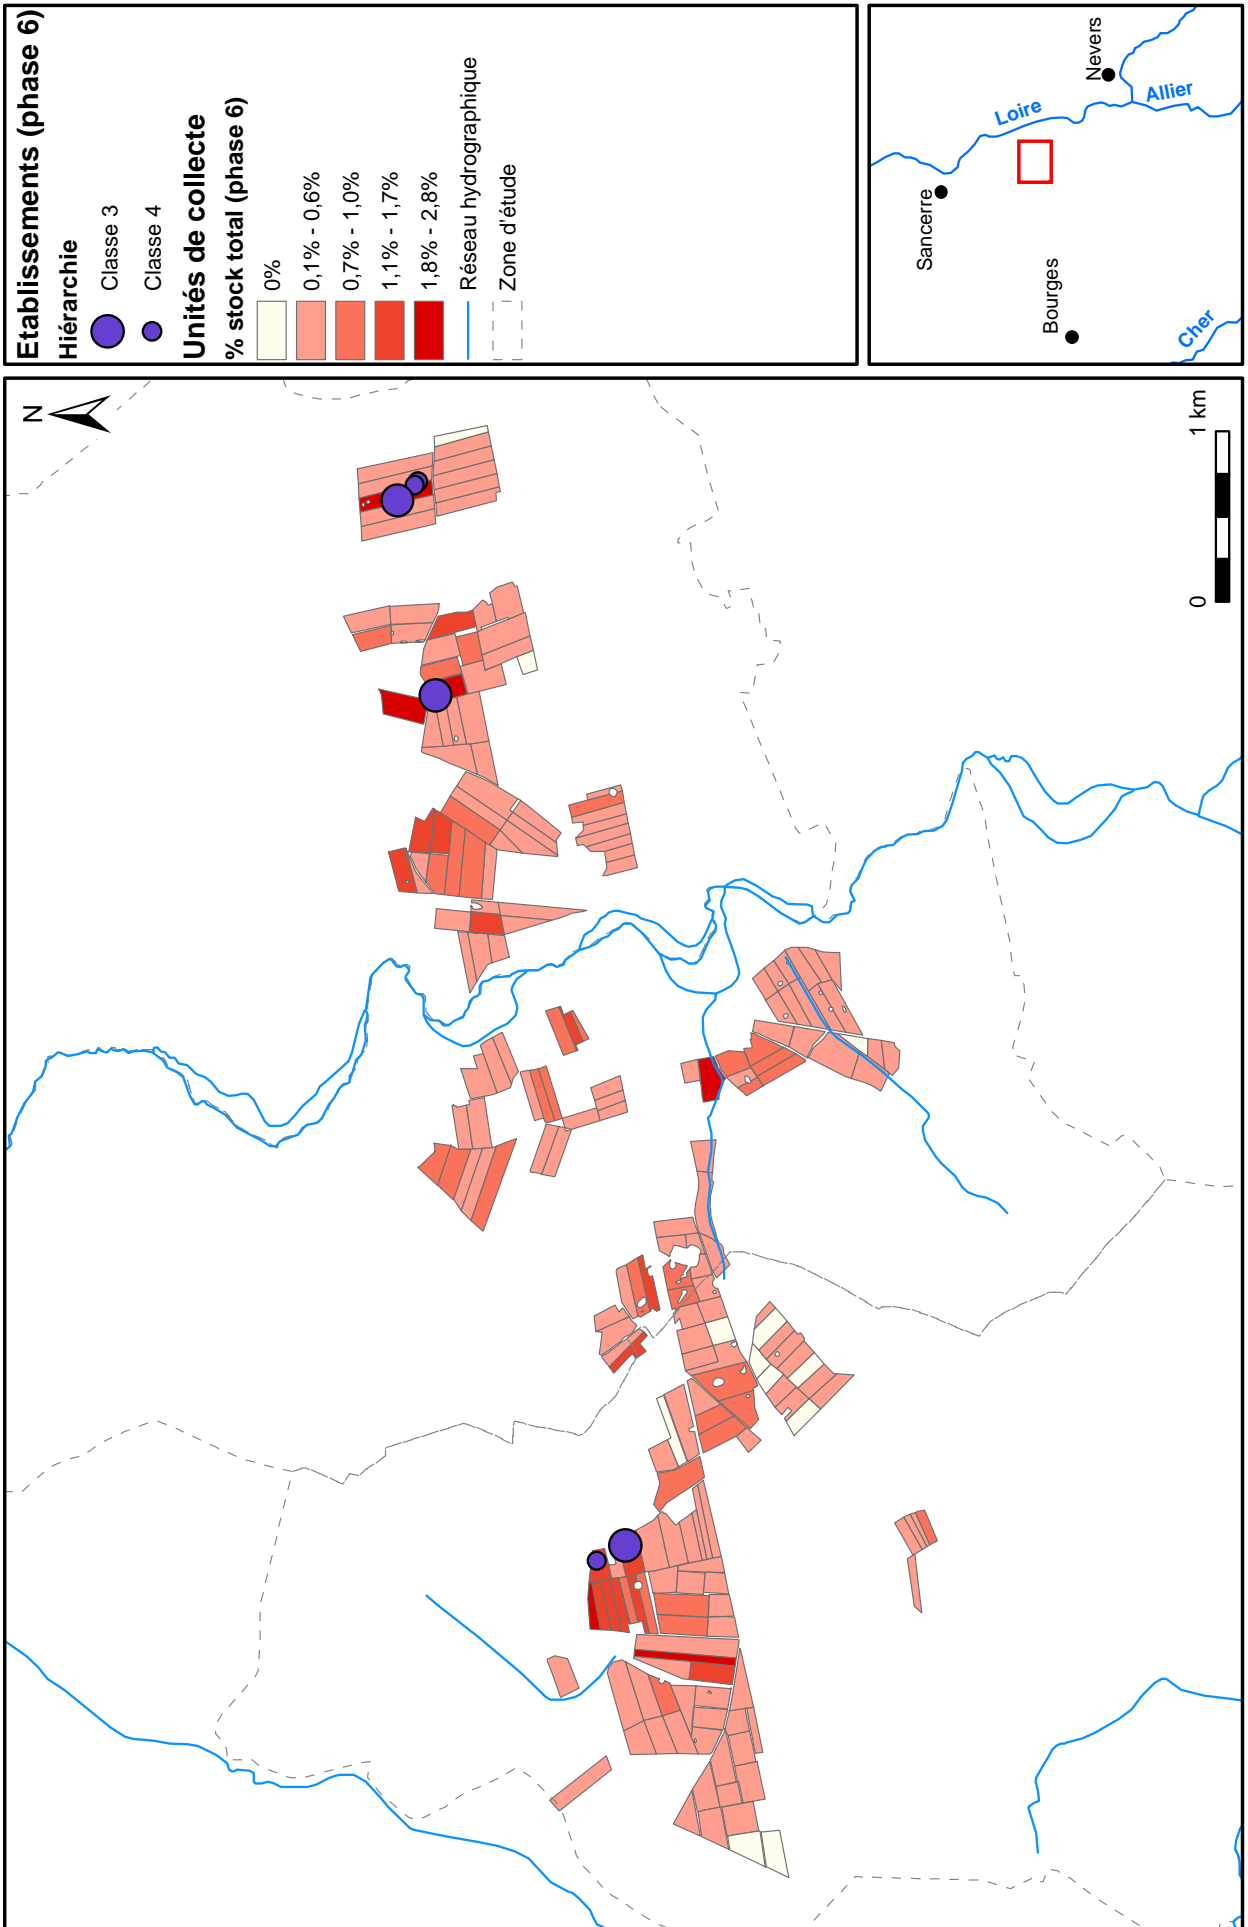 Etablissements (phase 6)
Hiérarchie
Classe 3
Classe 4
Unités de collecte
% stock total (phase 6)
0%
0,1% - 0,6%
0,7% - 1,0%
1,1% - 1,7%
1,8% - 2,8%
Réseau hydrographique
Zone d'étude
Nevers
Allier
Loire
Sancerre
Bourges
Cher
N
0
1 km